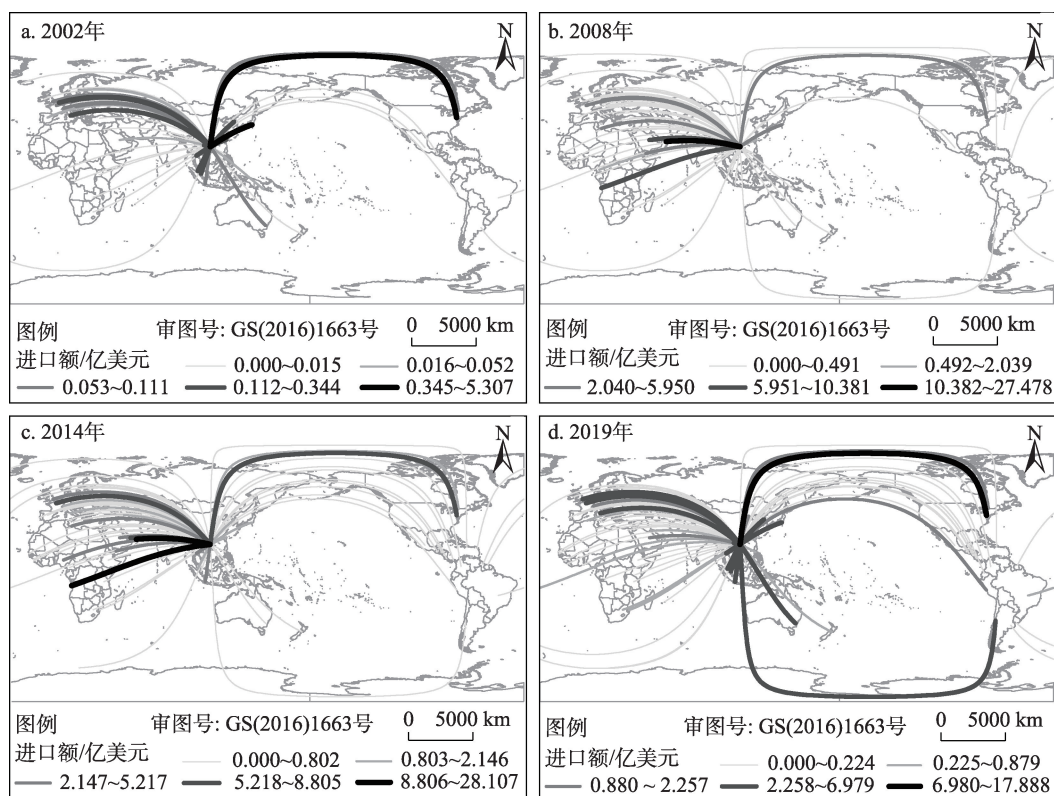 a. 2002年
N
图例
审图号: GS(2016)1663号
0 5000 km
进口额/亿美元
0.000~0.015
0.016~0.052
0.053~0.111
0.112~0.344
0.345~5.307
b. 2008年
N
图例
审图号: GS(2016)1663号
0 5000 km
进口额/亿美元
0.000~0.491
0.492~2.039
2.040~5.950
5.951~10.381
10.382~27.478
c. 2014年
N
图例
审图号: GS(2016)1663号
0 5000 km
进口额/亿美元
0.000~0.802
0.803~2.146
2.147~5.217
5.218~8.805
8.806~28.107
d. 2019年
N
图例
审图号: GS(2016)1663号
0 5000 km
进口额/亿美元
0.000~0.224
0.225~0.879
0.880 ~ 2.257
2.258~6.979
6.980~17.888